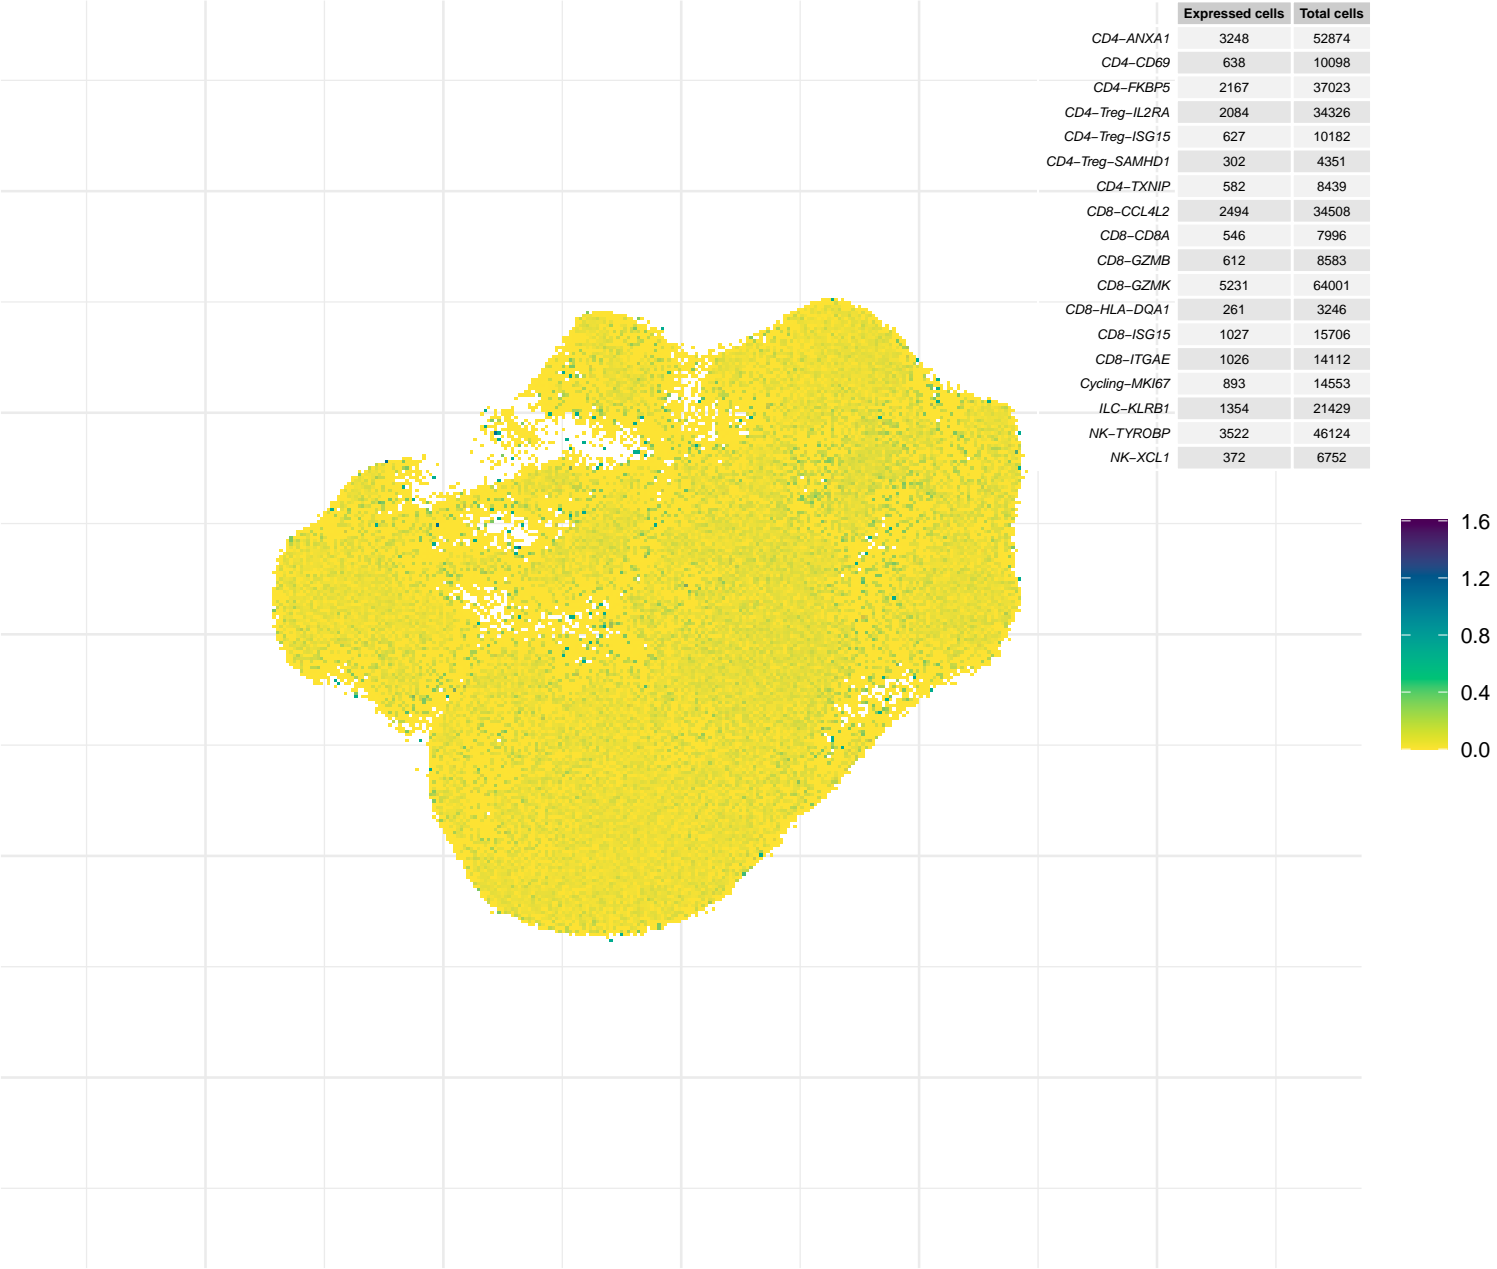 Expressed cells Total cells
CD4−ANXA1 3248 52874
CD4−CD69 638 10098
CD4−FKBP5 2167 37023
CD4−Treg−IL2RA 2084 34326
CD4−Treg−ISG15 627 10182
CD4−Treg−SAMHD1 302 4351
CD4−TXNIP 582 8439
CD8−CCL4L2 2494 34508
CD8−CD8A 546 7996
CD8−GZMB 612 8583
CD8−GZMK 5231 64001
CD8−HLA−DQA1 261 3246
CD8−ISG15 1027 15706
CD8−ITGAE 1026 14112
Cycling−MKI67 893 14553
ILC−KLRB1 1354 21429
NK−TYROBP 3522 46124
NK−XCL1 372 6752
1.6
1.2
0.8
0.4
0.0